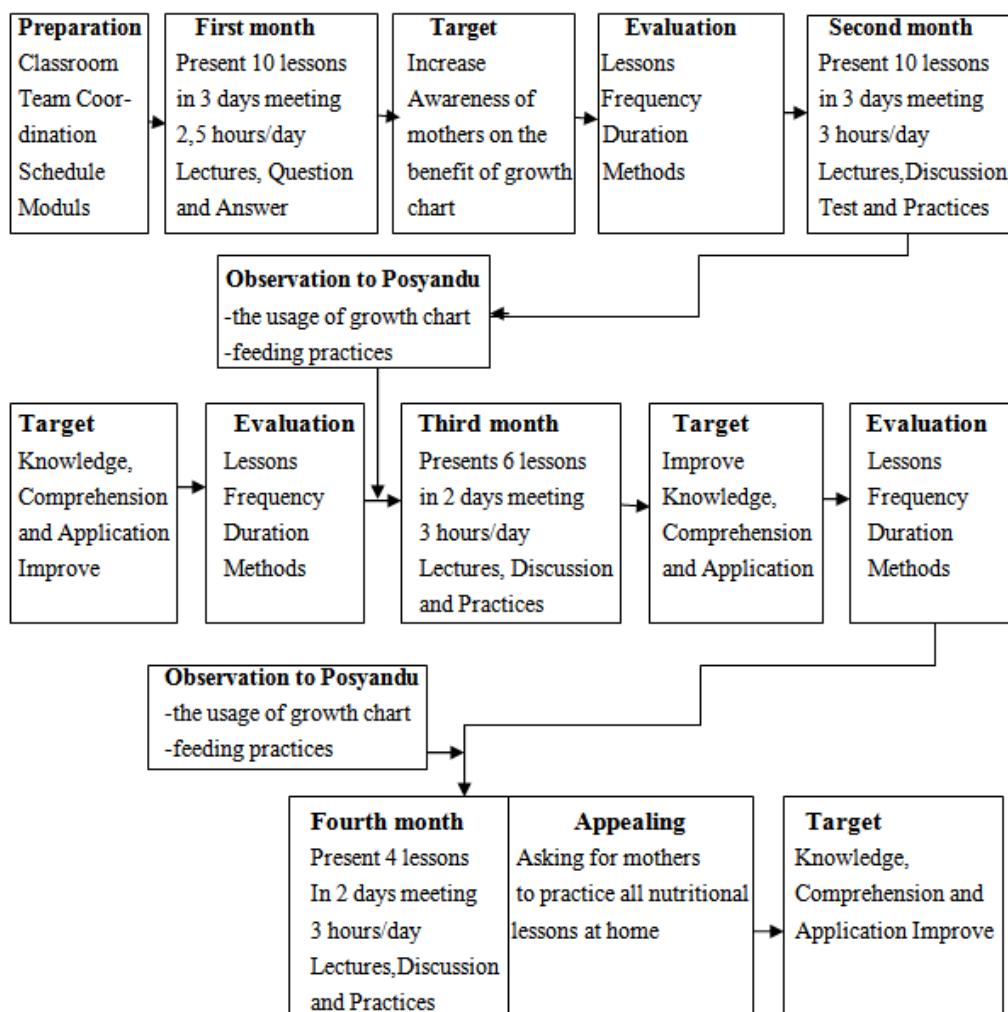 Preparation
Classroom
Team Coor-
dination
Schedule
Moduls
First month
Present 10 lessons
in 3 days meeting
2,5 hours/day
Lectures, Question
and Answer
Target
Increase
Awareness of
mothers on the
benefit of growth
chart
Evaluation
Lessons
Frequency
Duration
Methods
Second month
Present 10 lessons
in 3 days meeting
3 hours/day
Lectures,Discussion
Test and Practices
Observation to Posyandu
-the usage of growth chart
-feeding practices
Target
Knowledge,
Comprehension
and Application
Improve
Evaluation
Lessons
Frequency
Duration
Methods
Third month
Presents 6 lessons
in 2 days meeting
3 hours/day
Lectures, Discussion
and Practices
Target
Improve
Knowledge,
Comprehension
and Application
Evaluation
Lessons
Frequency
Duration
Methods
Observation to Posyandu
-the usage of growth chart
-feeding practices
Fourth month
Present 4 lessons
In 2 days meeting
3 hours/day
Lectures,Discussion
and Practices
Appealing
Asking for mothers
to practice all nutritional
lessons at home
Target
Knowledge,
Comprehension and
Application Improve